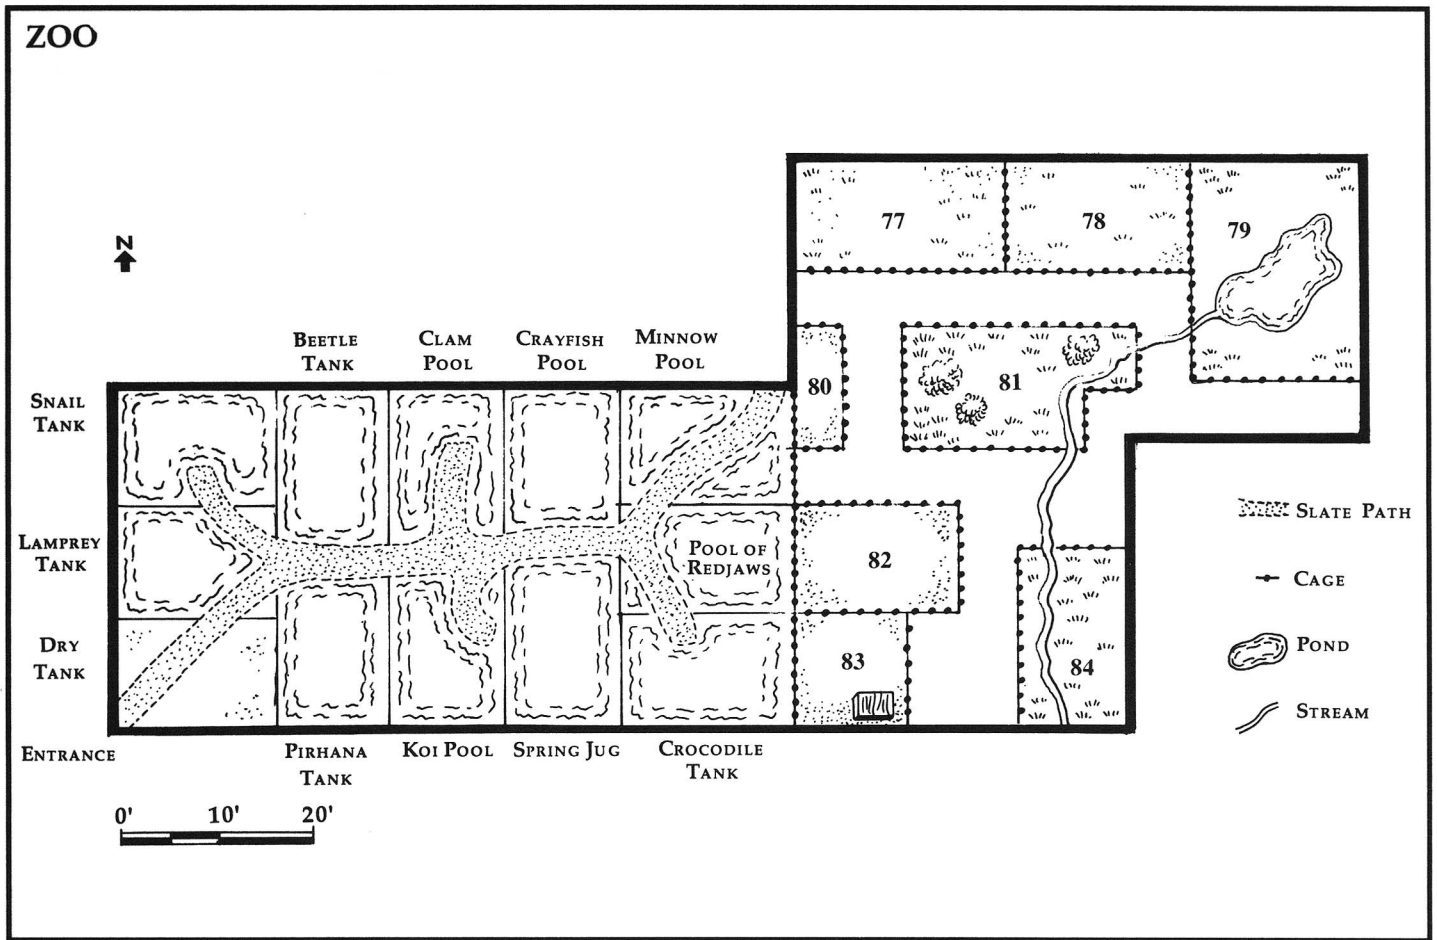 ZOO
N
77
78
79
80
81
82
83
84
BEETLE
TANK
CLAM
POOL
CRAYFISH
POOL
MINNOW
POOL
SNAIL
TANK
LAMPREY
TANK
POOL OF
REDJAWS
DRY
TANK
ENTRANCE
PIRHANA
TANK
KOI POOL
SPRING JUG
CROCODILE
TANK
0' 10' 20'
SLATE PATH
CAGE
POND
STREAM